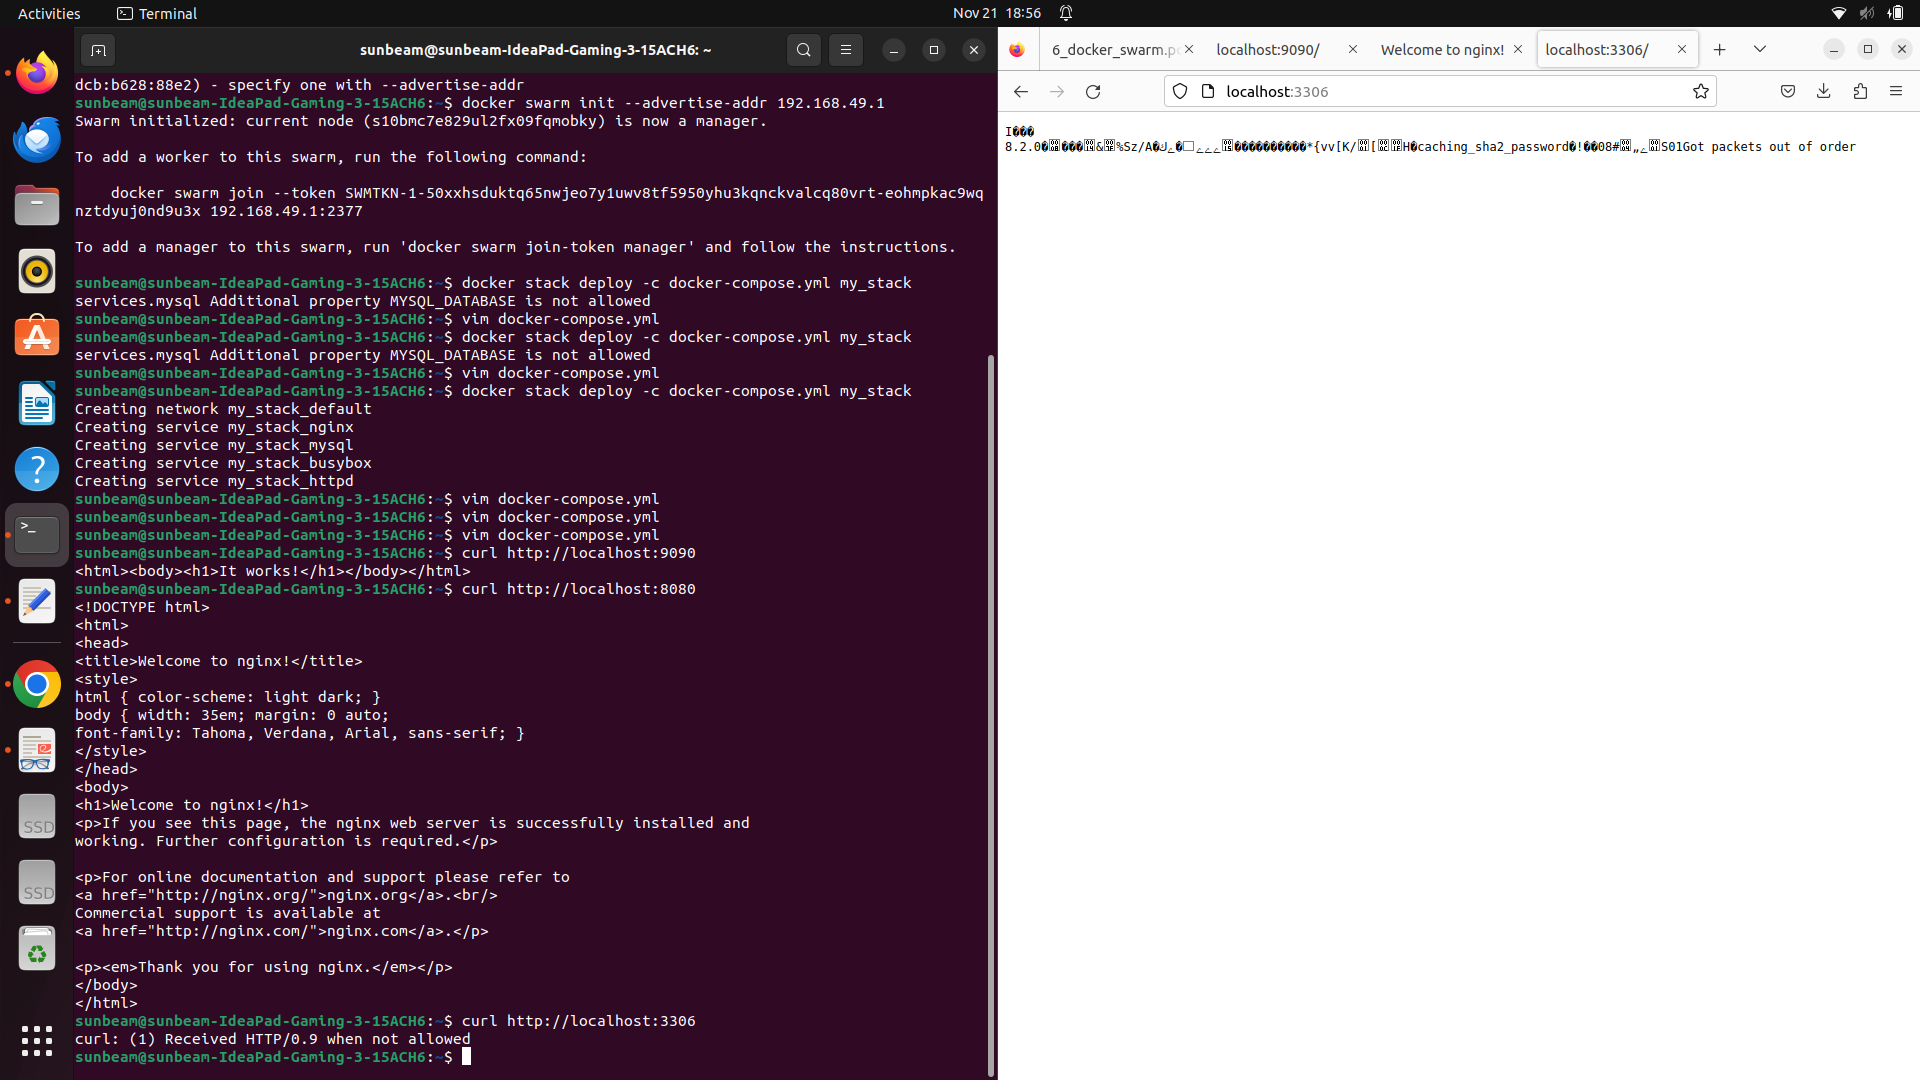 Activities
Terminal
Nov 21 18:56
sunbeam@sunbeam-IdeaPad-Gaming-3-15ACH6: ~
dcb:b628:88e2) - specify one with --advertise-addr
sunbeam@sunbeam-IdeaPad-Gaming-3-15ACH6:~$ docker swarm init --advertise-addr 192.168.49.1
Swarm initialized: current node (s10bmc7e829ul2fx09fqmobky) is now a manager.
To add a worker to this swarm, run the following command:
docker swarm join --token SWMTKN-1-50xxhsduktq65nwjeo7y1uwv8tf5950yhu3kqnckvalcq80vrt-eohmpkac9wq
nztdyuj0nd9u3x 192.168.49.1:2377
To add a manager to this swarm, run 'docker swarm join-token manager' and follow the instructions.
sunbeam@sunbeam-IdeaPad-Gaming-3-15ACH6:~$ docker stack deploy -c docker-compose.yml my_stack
services.mysql Additional property MYSQL_DATABASE is not allowed
sunbeam@sunbeam-IdeaPad-Gaming-3-15ACH6:~$ vim docker-compose.yml
sunbeam@sunbeam-IdeaPad-Gaming-3-15ACH6:~$ docker stack deploy -c docker-compose.yml my_stack
services.mysql Additional property MYSQL_DATABASE is not allowed
sunbeam@sunbeam-IdeaPad-Gaming-3-15ACH6:~$ vim docker-compose.yml
sunbeam@sunbeam-IdeaPad-Gaming-3-15ACH6:~$ docker stack deploy -c docker-compose.yml my_stack
Creating network my_stack_default
Creating service my_stack_nginx
Creating service my_stack_mysql
Creating service my_stack_busybox
Creating service my_stack_httpd
sunbeam@sunbeam-IdeaPad-Gaming-3-15ACH6:~$ vim docker-compose.yml
sunbeam@sunbeam-IdeaPad-Gaming-3-15ACH6:~$ vim docker-compose.yml
sunbeam@sunbeam-IdeaPad-Gaming-3-15ACH6:~$ vim docker-compose.yml
sunbeam@sunbeam-IdeaPad-Gaming-3-15ACH6:~$ curl http://localhost:9090
<html><body><h1>It works!</h1></body></html>
sunbeam@sunbeam-IdeaPad-Gaming-3-15ACH6:~$ curl http://localhost:8080
<!DOCTYPE html>
<html>
<head>
<title>Welcome to nginx!</title>
<style>
html { color-scheme: light dark; }
body { width: 35em; margin: 0 auto;
font-family: Tahoma, Verdana, Arial, sans-serif; }
</style>
</head>
<body>
<h1>Welcome to nginx!</h1>
<p>If you see this page, the nginx web server is successfully installed and
working. Further configuration is required.</p>
<p>For online documentation and support please refer to
<a href="http://nginx.org/">nginx.org</a>.<br/>
Commercial support is available at
<a href="http://nginx.com/">nginx.com</a>.</p>
<p><em>Thank you for using nginx.</em></p>
</body>
</html>
sunbeam@sunbeam-IdeaPad-Gaming-3-15ACH6:~$ curl http://localhost:3306
curl: (1) Received HTTP/0.9 when not allowed
sunbeam@sunbeam-IdeaPad-Gaming-3-15ACH6:~$
SSD
SSD
6_docker_swarm.p
localhost:9090/
Welcome to nginx!
localhost:3306/
localhost:3306
I���
8.2.0 caching_sha2_password Got packets out of order